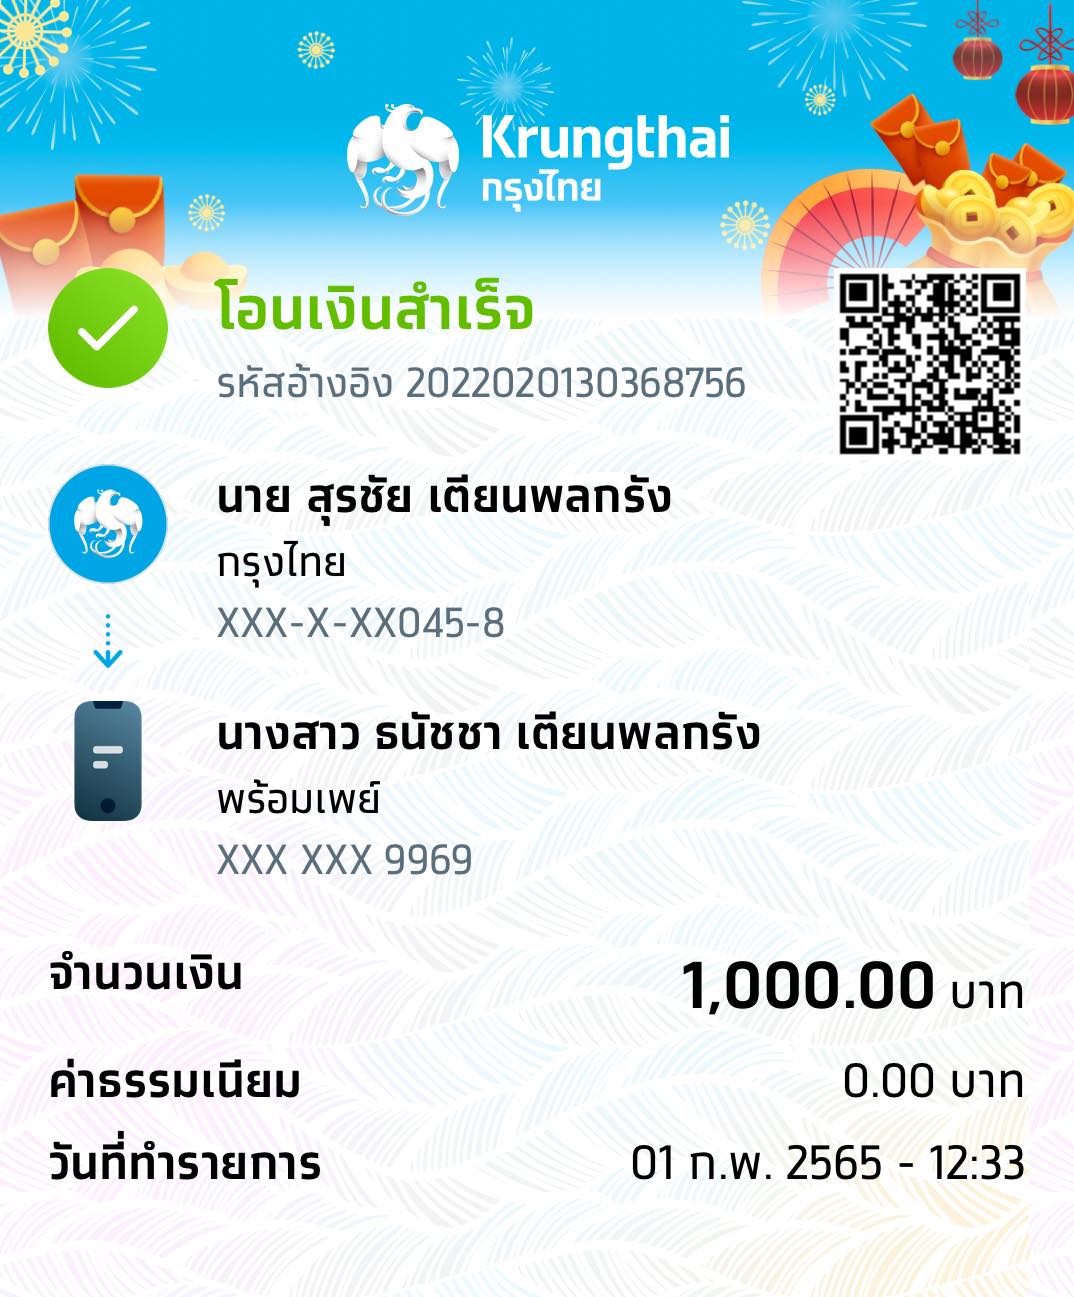 Krungthai
กรุงไทย
โอนเงินสำเร็จ
รหัสอ้างอิง 2022020130368756
นาย สุรชัย เตียนพลกรัง
กรุงไทย
XXX-X-XX045-8
นางสาว ธนัชชา เตียนพลกรัง
พร้อมเพย์
XXX XXX 9969
จำนวนเงิน 1,000.00 บาท
ค่าธรรมเนียม 0.00 บาท
วันที่ทำรายการ 01 ก.พ. 2565 - 12:33